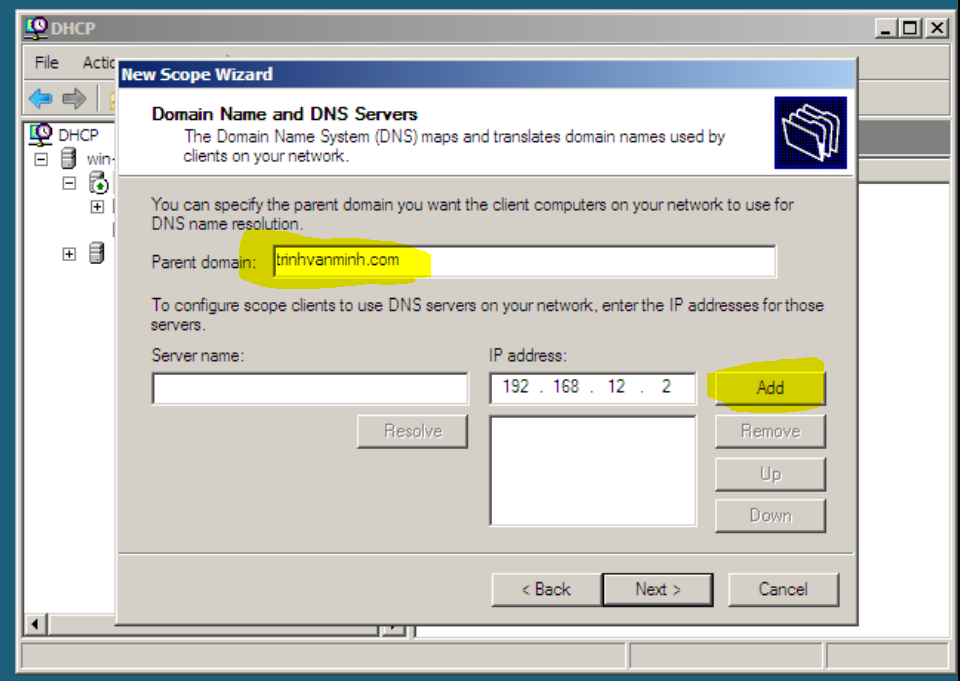 DHCP
File
New Scope Wizard
Domain Name and DNS Servers
The Domain Name System (DNS) maps and translates domain names used by
clients on your network.
DHCP
You can specify the parent domain you want the client computers on your network to use for
DNS name resolution.
Parent domain: trinhvanminh.com
To configure scope clients to use DNS servers on your network, enter the IP addresses for those
servers.
Server name: IP address:
192 . 168 . 12 . 2 Add
Resolve Remove
Up
Down
< Back Next > Cancel